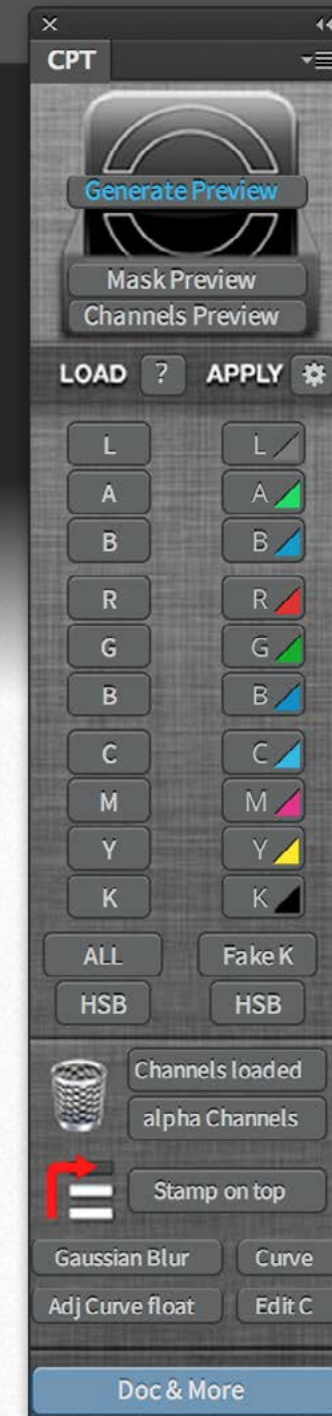 CPT
Generate Preview
Mask Preview
Channels Preview
LOAD ? APPLY
L L
A A
B B
R R
G G
B B
C C
M M
Y Y
K K
ALL Fake K
HSB HSB
Channels loaded
alpha Channels
Stamp on top
Gaussian Blur Curve
Adj Curve float Edit C
Doc & More